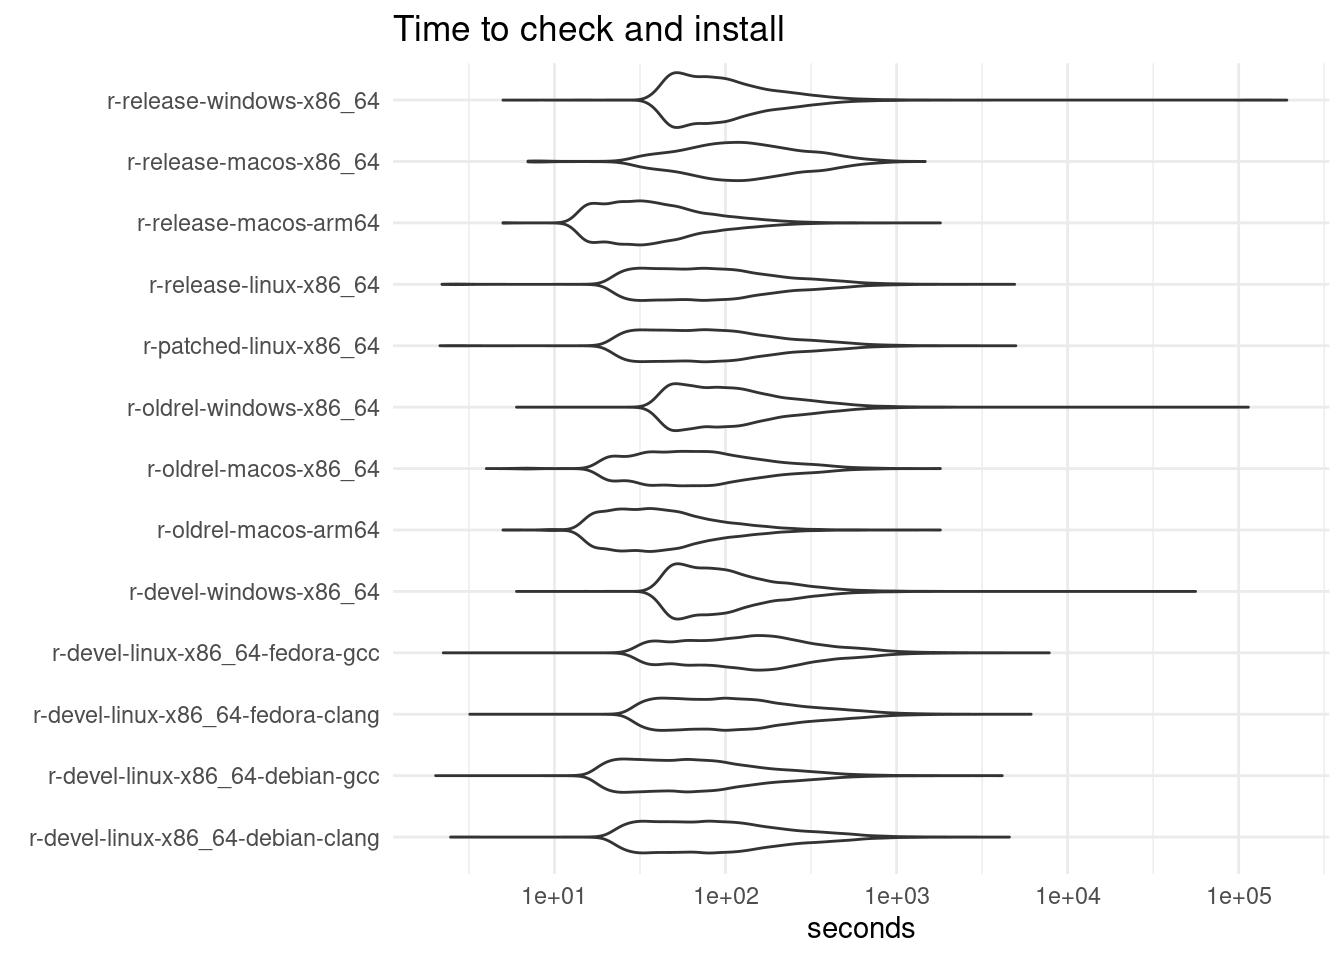 Time to check and install
r-release-windows-x86_64
r-release-macos-x86_64
r-release-macos-arm64
r-release-linux-x86_64
r-patched-linux-x86_64
r-oldrel-windows-x86_64
r-oldrel-macos-x86_64
r-oldrel-macos-arm64
r-devel-windows-x86_64
r-devel-linux-x86_64-fedora-gcc
r-devel-linux-x86_64-fedora-clang
r-devel-linux-x86_64-debian-gcc
r-devel-linux-x86_64-debian-clang
1e+01 1e+02 1e+03 1e+04 1e+05
seconds